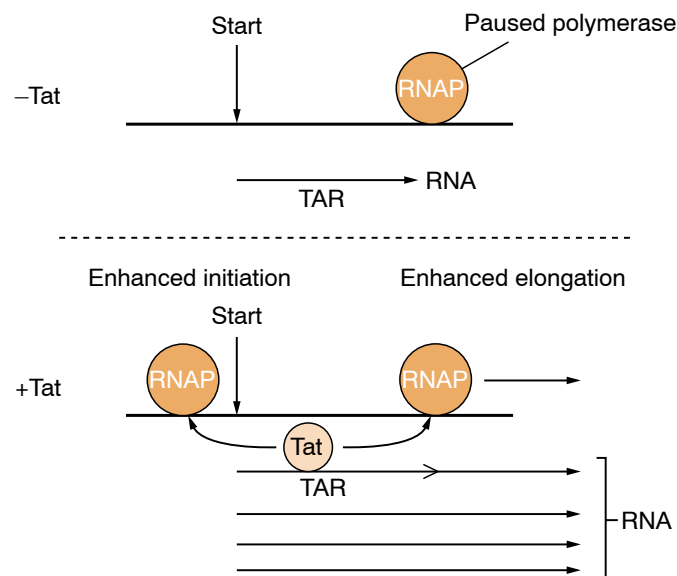 Start
Paused polymerase
RNAP
–Tat
TAR
RNA
Enhanced initiation
Enhanced elongation
Start
RNAP
RNAP
+Tat
Tat
TAR
RNA